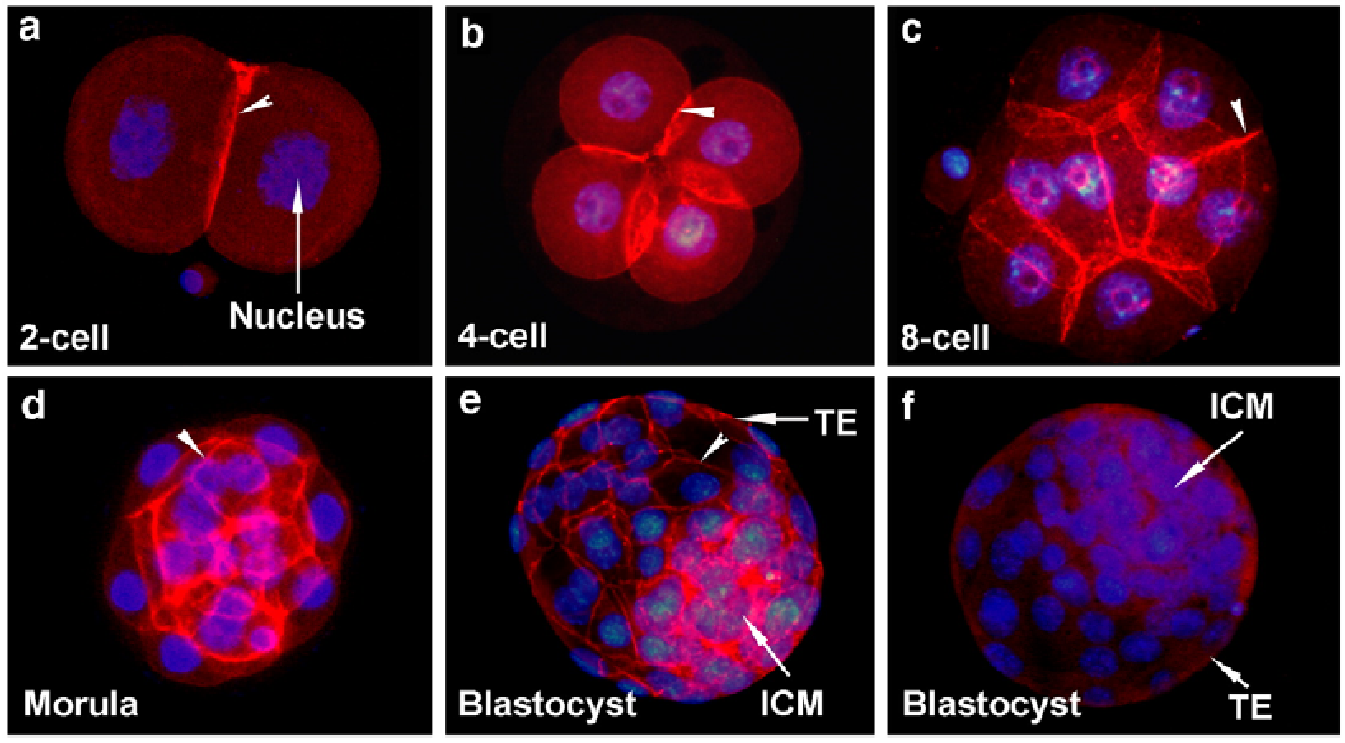 a
Nucleus
2-cell
b
4-cell
c
8-cell
d
Morula
e
TE
Blastocyst
ICM
f
ICM
Blastocyst
TE